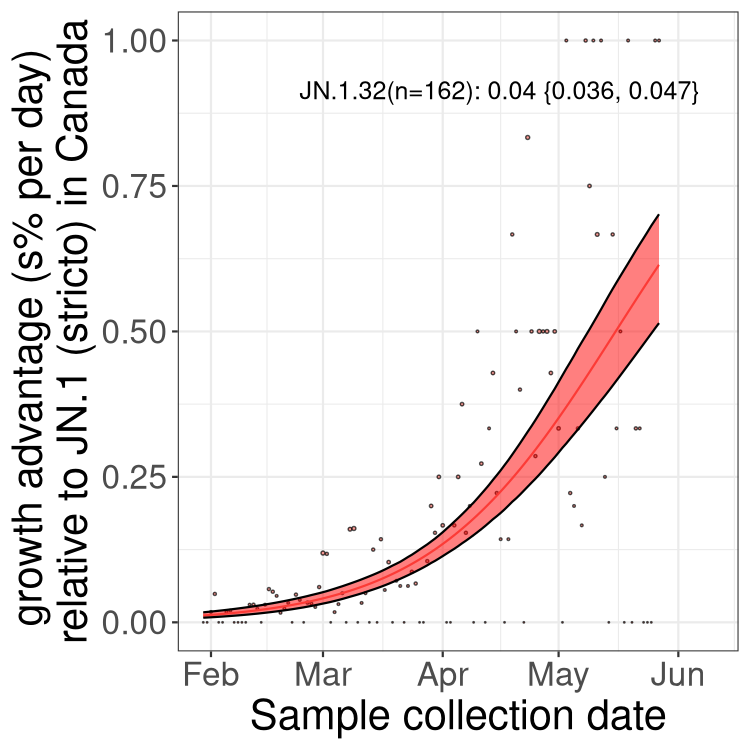 growth advantage (s% per day)
relative to JN.1 (stricto) in Canada
1.00
0.75
0.50
0.25
0.00
JN.1.32(n=162): 0.04 {0.036, 0.047}
Feb Mar Apr May Jun
Sample collection date